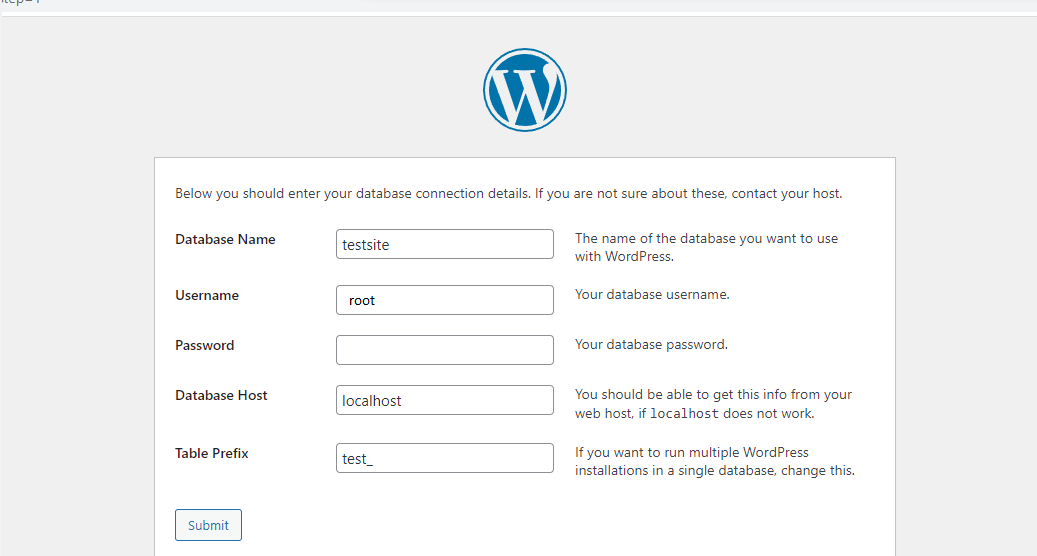 Below you should enter your database connection details. If you are not sure about these, contact your host.
Database Name
testsite
The name of the database you want to use
with WordPress.
Username
root
Your database username.
Password
Your database password.
Database Host
localhost
You should be able to get this info from your
web host, if localhost does not work.
Table Prefix
test_
If you want to run multiple WordPress
installations in a single database, change this.
Submit